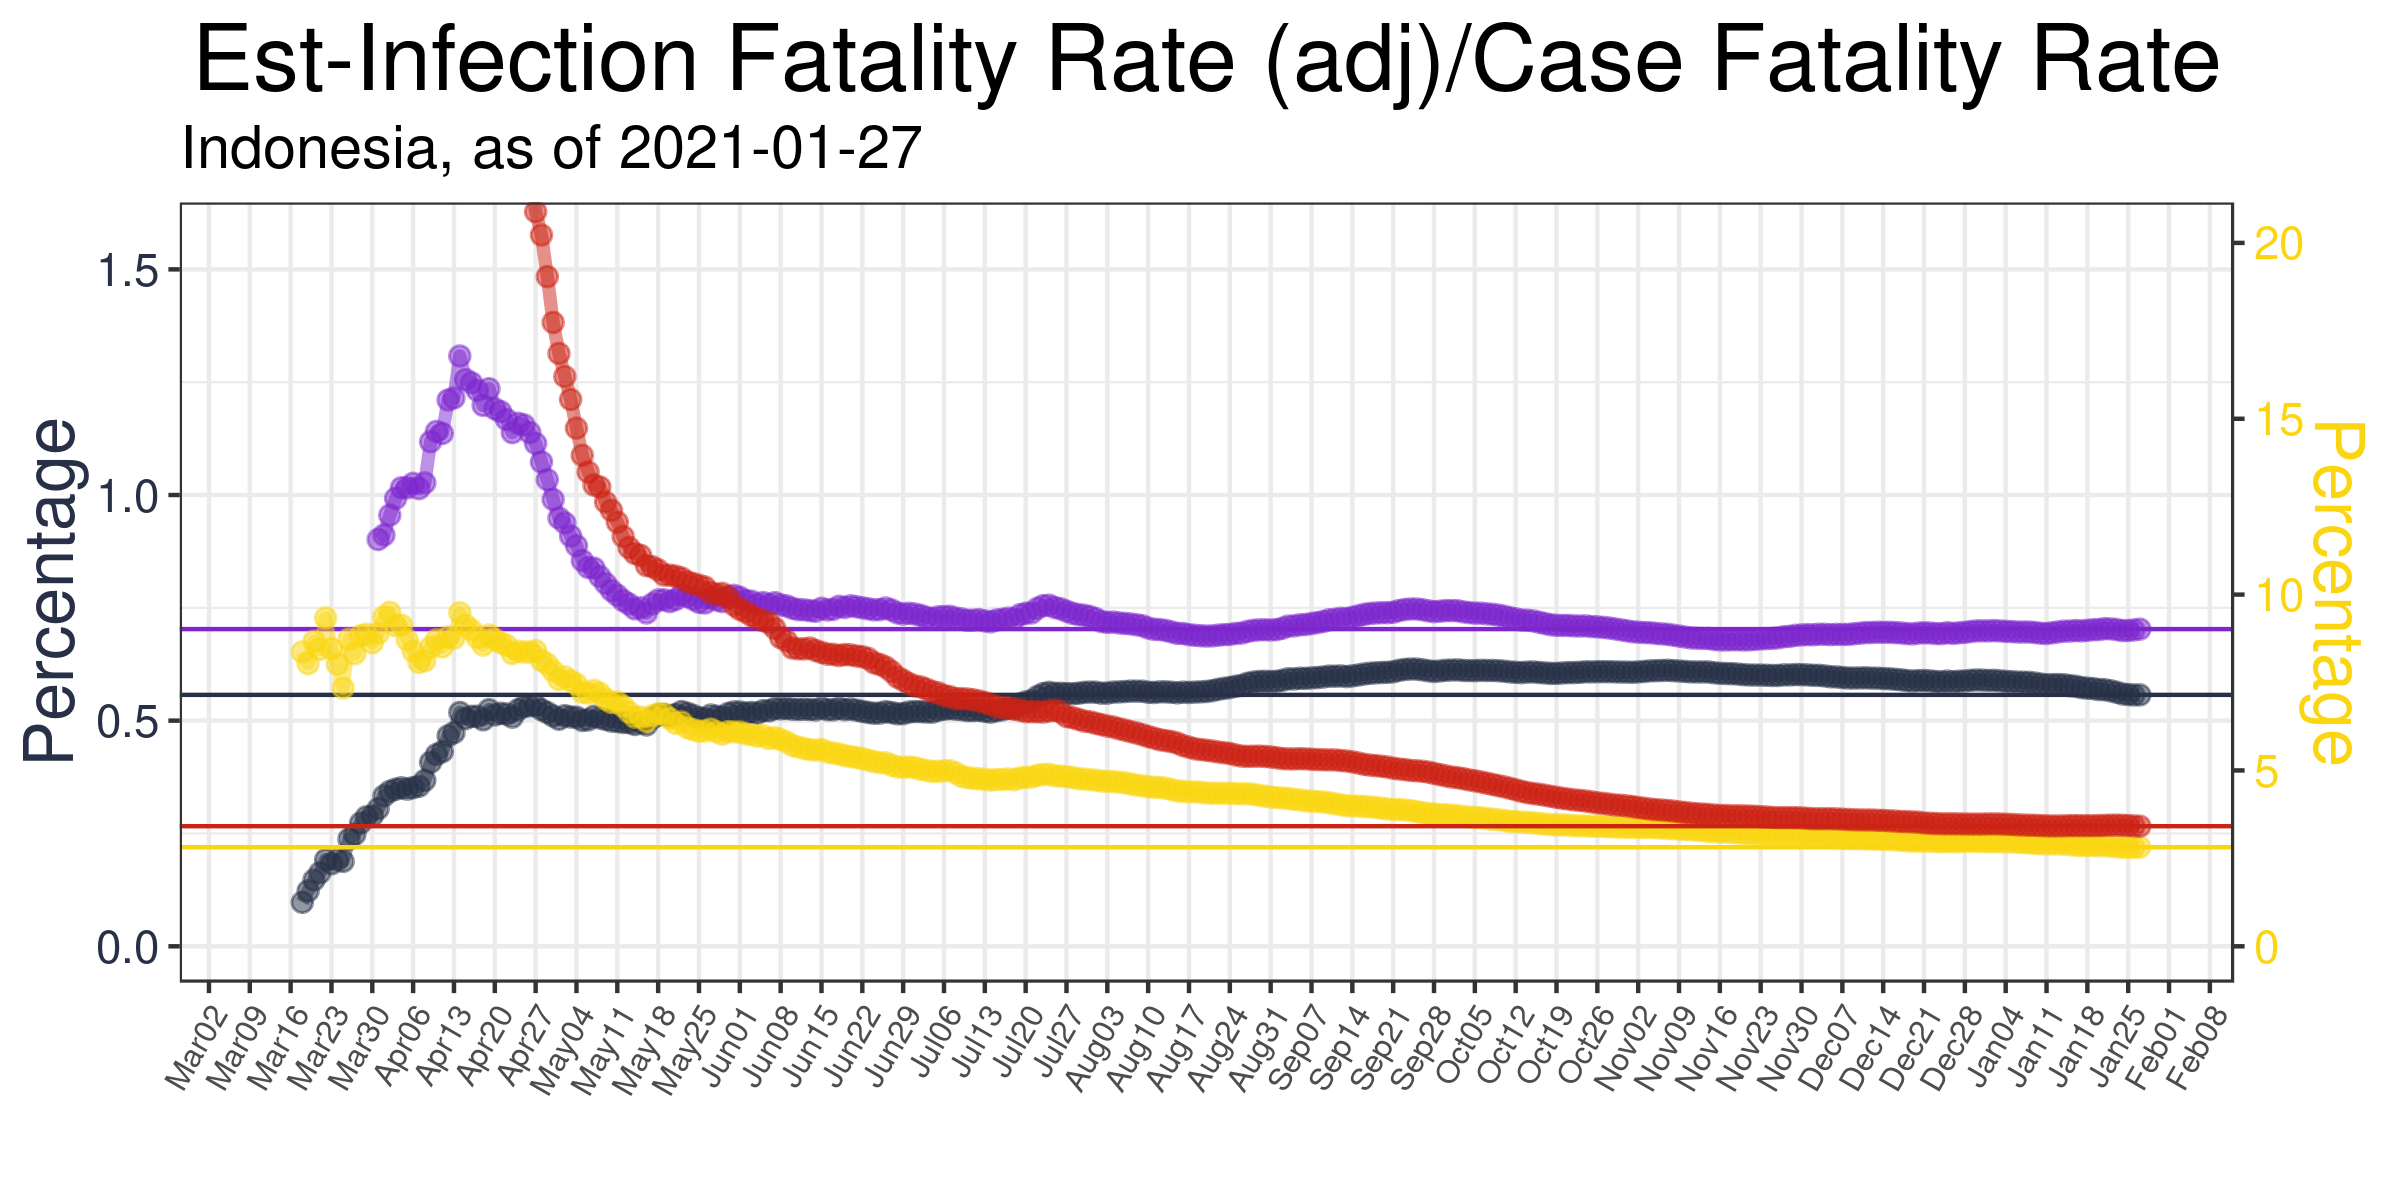 Est-Infection Fatality Rate (adj)/Case Fatality Rate
Indonesia, as of 2021-01-27
Percentage
1.5
1.0
0.5
0.0
20
15
10
5
0
Percentage
Mar02
Mar09
Mar16
Mar23
Mar30
Apr06
Apr13
Apr20
Apr27
May04
May11
May18
May25
Jun01
Jun08
Jun15
Jun22
Jun29
Jul06
Jul13
Jul20
Jul27
Aug03
Aug10
Aug17
Aug24
Aug31
Sep07
Sep14
Sep21
Sep28
Oct05
Oct12
Oct19
Oct26
Nov02
Nov09
Nov16
Nov23
Nov30
Dec07
Dec14
Dec21
Dec28
Jan04
Jan11
Jan18
Jan25
Feb01
Feb08